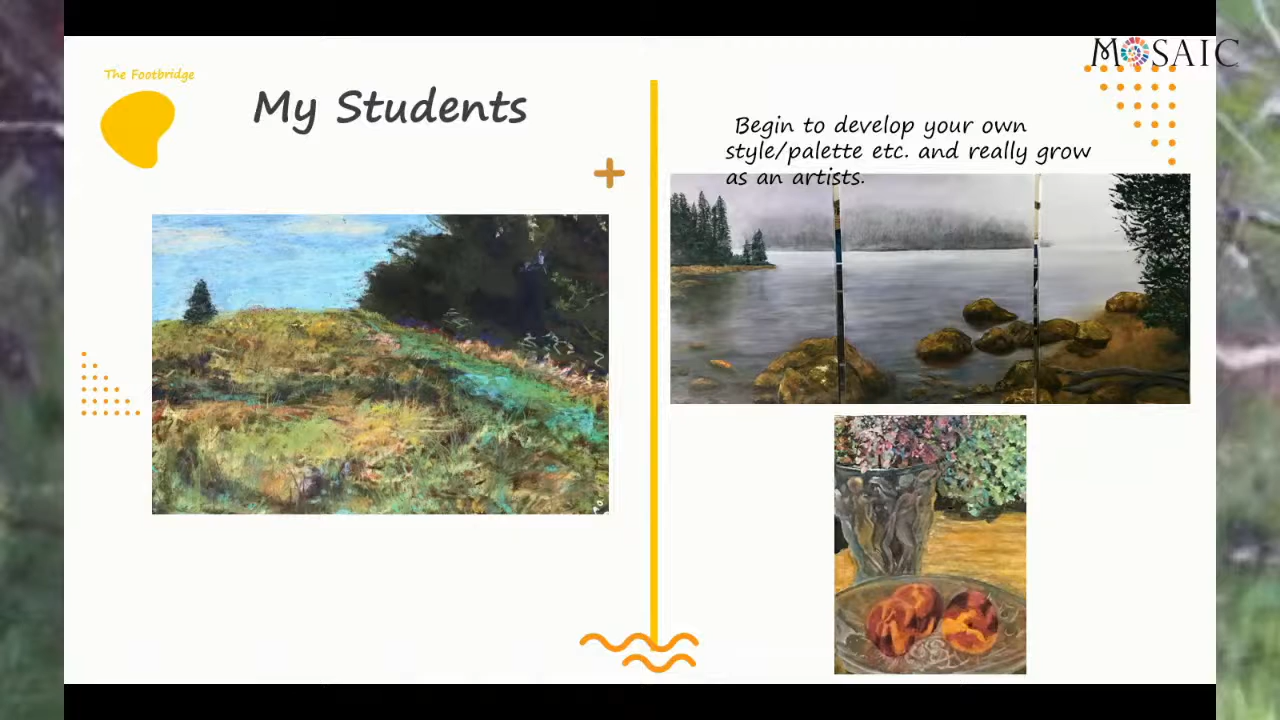 MOSAIC
The Footbridge
My Students
Begin to develop your own
style/palette etc. and really grow
as an artists.